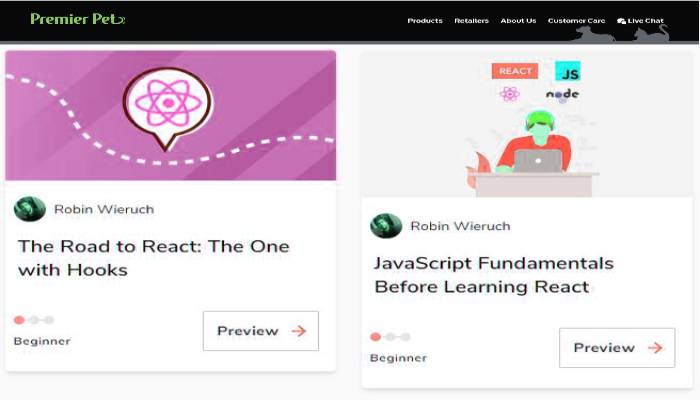 Premier Pet
Products Retailers About Us Customer Care Live Chat
Robin Wieruch
The Road to React: The One
with Hooks
Beginner
Preview
REACT
JS
node
Robin Wieruch
JavaScript Fundamentals
Before Learning React
Beginner
Preview